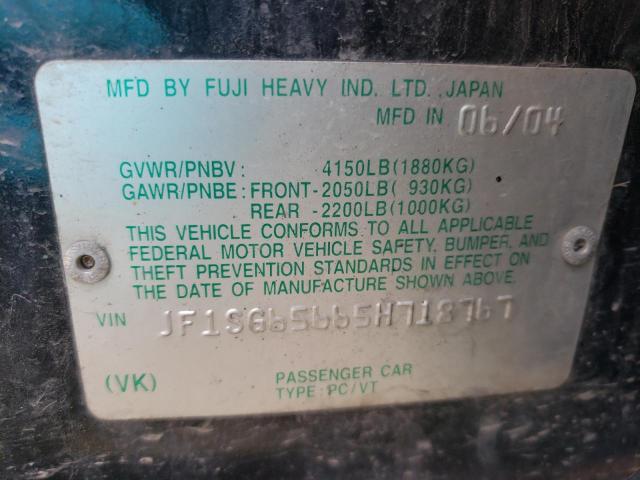 MFD BY FUJI HEAVY IND. LTD. JAPAN
MFD IN 06/04
GVWR/PNBV: 4150LB(1880KG)
GAWR/PNBE: FRONT-2050LB( 930KG)
REAR -2200LB(1000KG)
THIS VEHICLE CONFORMS TO ALL APPLICABLE
FEDERAL MOTOR VEHICLE SAFETY, BUMPER, AND
THEFT PREVENTION STANDARDS IN EFFECT ON
THE DATE OF MANUFACTURE SHOWN ABOVE.
VIN JF1SG65665H718767
(VK) PASSENGER CAR
TYPE: PC/VT